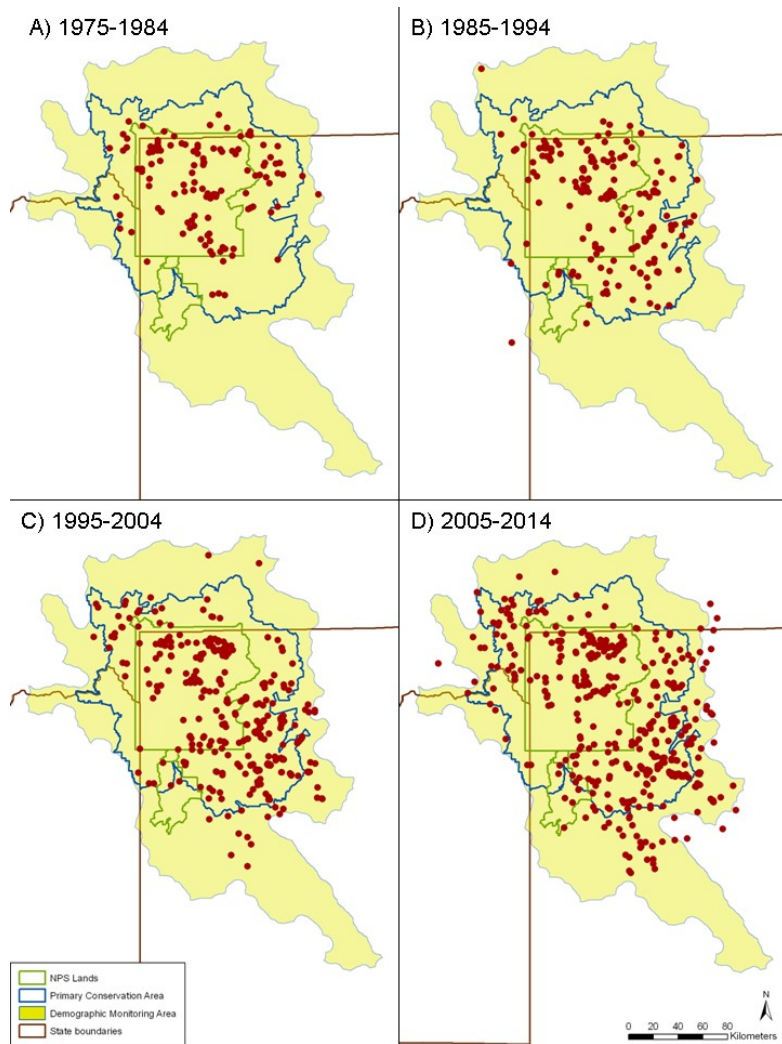 A) 1975-1984
B) 1985-1994
C) 1995-2004
D) 2005-2014
NPS Lands
Primary Conservation Area
Demographic Monitoring Area
State boundaries
N
0 20 40 60 80
Kilometers